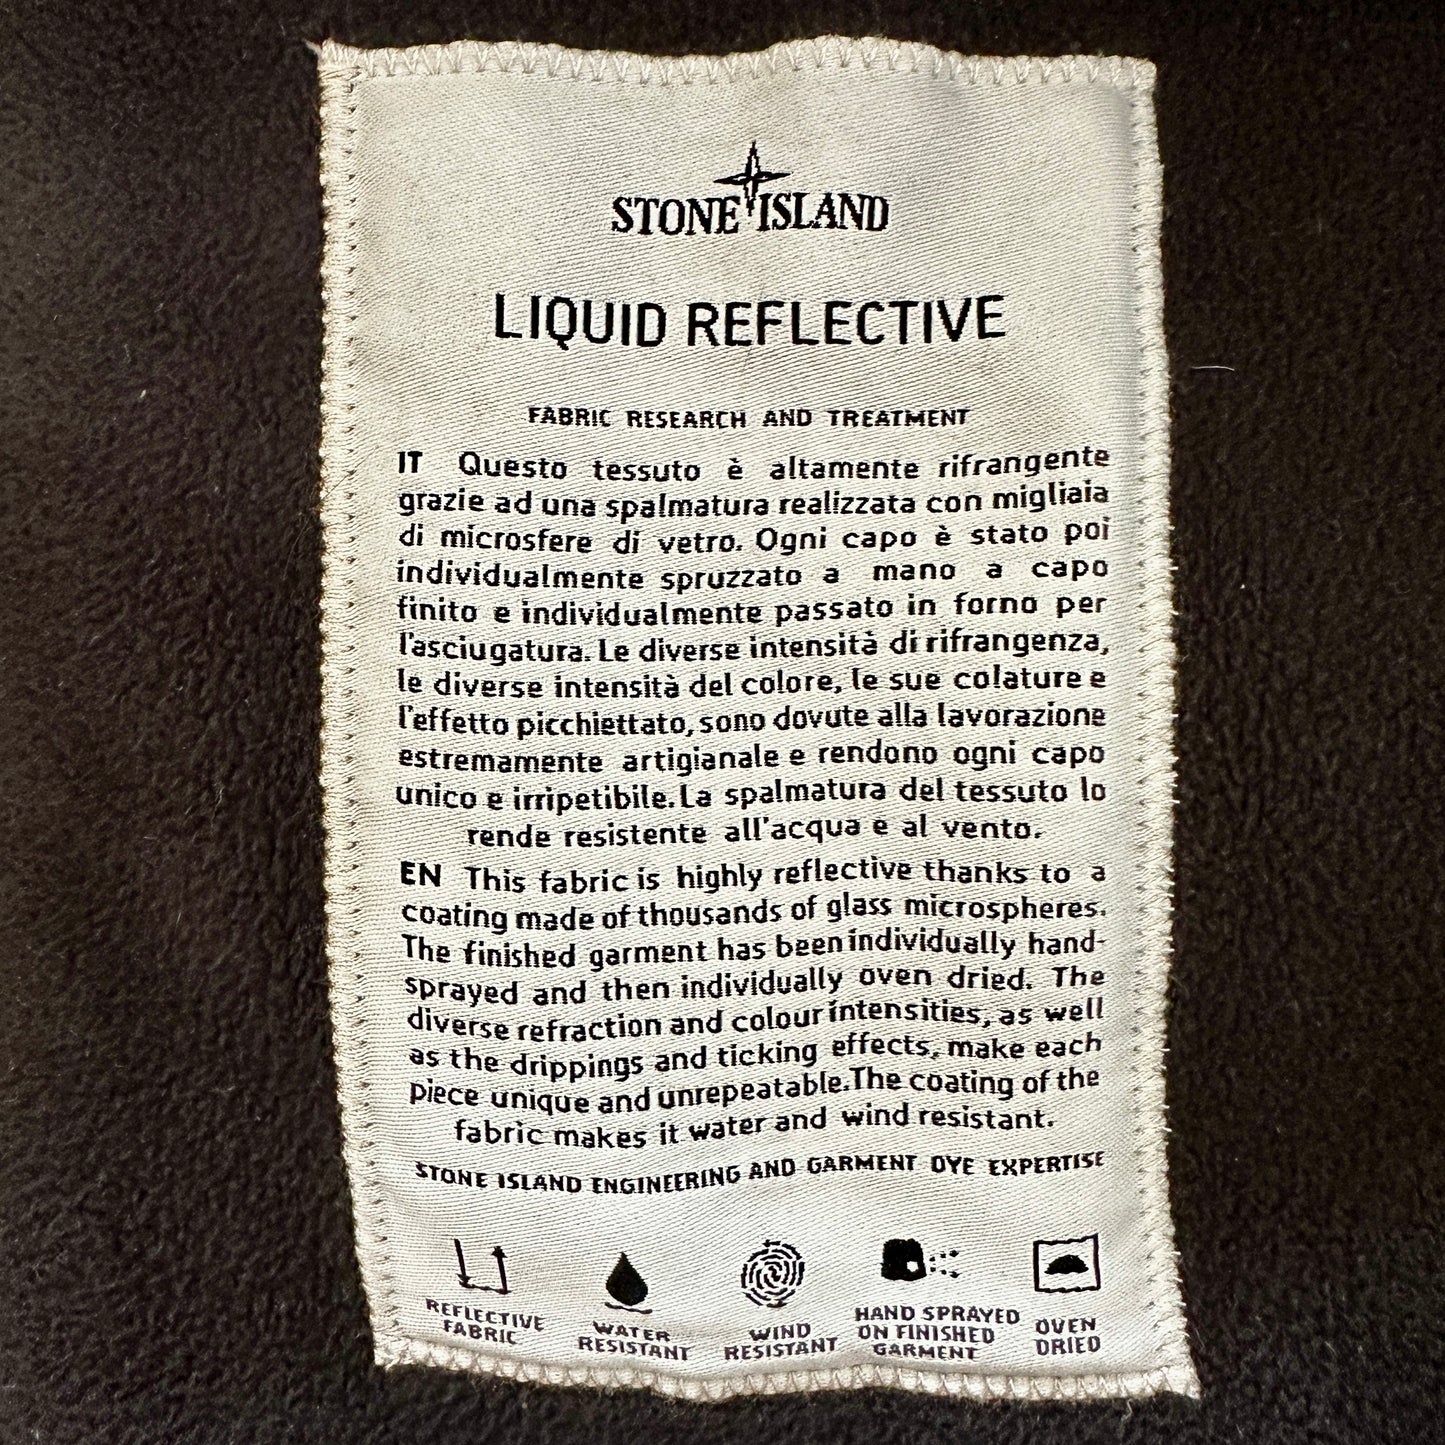 STONE ISLAND
LIQUID REFLECTIVE
FABRIC RESEARCH AND TREATMENT
IT Questo tessuto è altamente rifrangente
grazie ad una spalmatura realizzata con migliaia
di microsfere di vetro. Ogni capo è stato poi
individualmente spruzzato a mano a capo
finito e individualmente passato in forno per
l'asciugatura. Le diverse intensità di rifrangenza,
le diverse intensità del colore, le sue colature e
l'effetto picchiettato, sono dovute alla lavorazione
estremamente artigianale e rendono ogni capo
unico e irripetibile. La spalmatura del tessuto lo
rende resistente all'acqua e al vento.
EN This fabric is highly reflective thanks to a
coating made of thousands of glass microspheres.
The finished garment has been individually hand-
sprayed and then individually oven dried. The
diverse refraction and colour intensities, as well
as the drippings and ticking effects, make each
piece unique and unrepeatable. The coating of the
fabric makes it water and wind resistant.
STONE ISLAND ENGINEERING AND GARMENT DYE EXPERTISE
REFLECTIVE
FABRIC
WATER
RESISTANT
WIND
RESISTANT
HAND SPRAYED
ON FINISHED
GARMENT
OVEN
DRIED